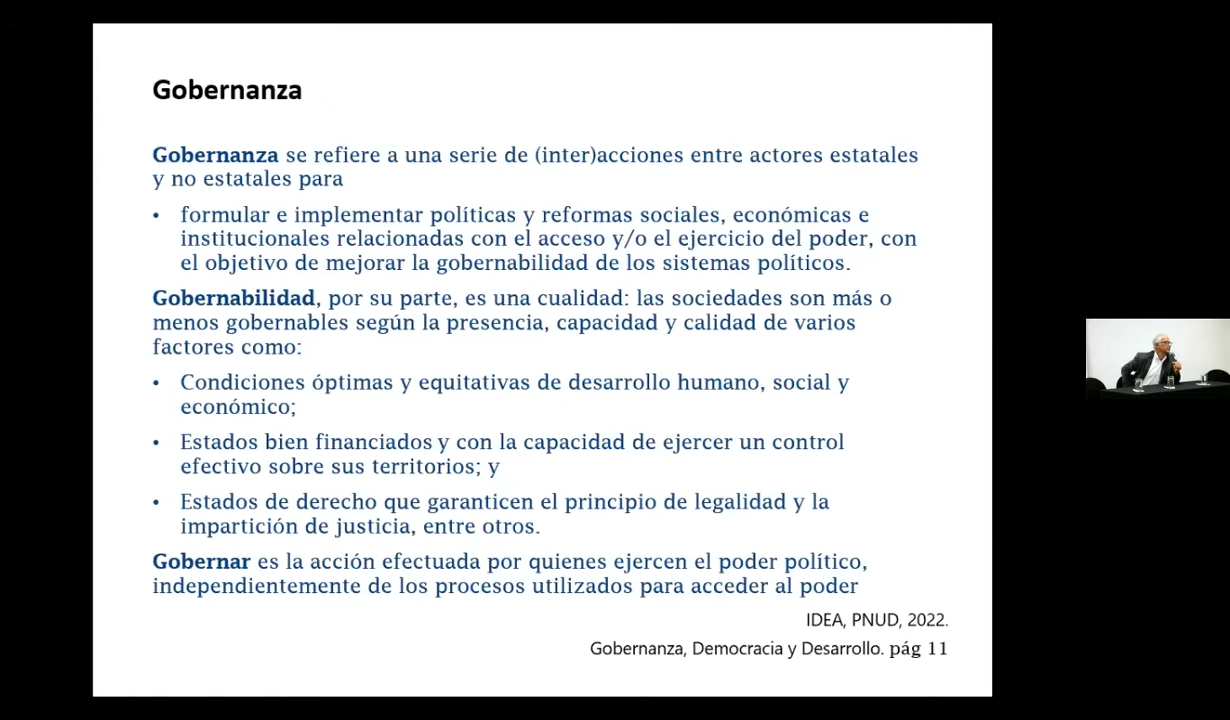 Gobernanza
Gobernanza se refiere a una serie de (inter)acciones entre actores estatales
y no estatales para
• formular e implementar políticas y reformas sociales, económicas e
institucionales relacionadas con el acceso y/o el ejercicio del poder, con
el objetivo de mejorar la gobernabilidad de los sistemas políticos.
Gobernabilidad, por su parte, es una cualidad: las sociedades son más o
menos gobernables según la presencia, capacidad y calidad de varios
factores como:
• Condiciones óptimas y equitativas de desarrollo humano, social y
económico;
• Estados bien financiados y con la capacidad de ejercer un control
efectivo sobre sus territorios; y
• Estados de derecho que garanticen el principio de legalidad y la
impartición de justicia, entre otros.
Gobernar es la acción efectuada por quienes ejercen el poder político,
independientemente de los procesos utilizados para acceder al poder
IDEA, PNUD, 2022.
Gobernanza, Democracia y Desarrollo. pág 11